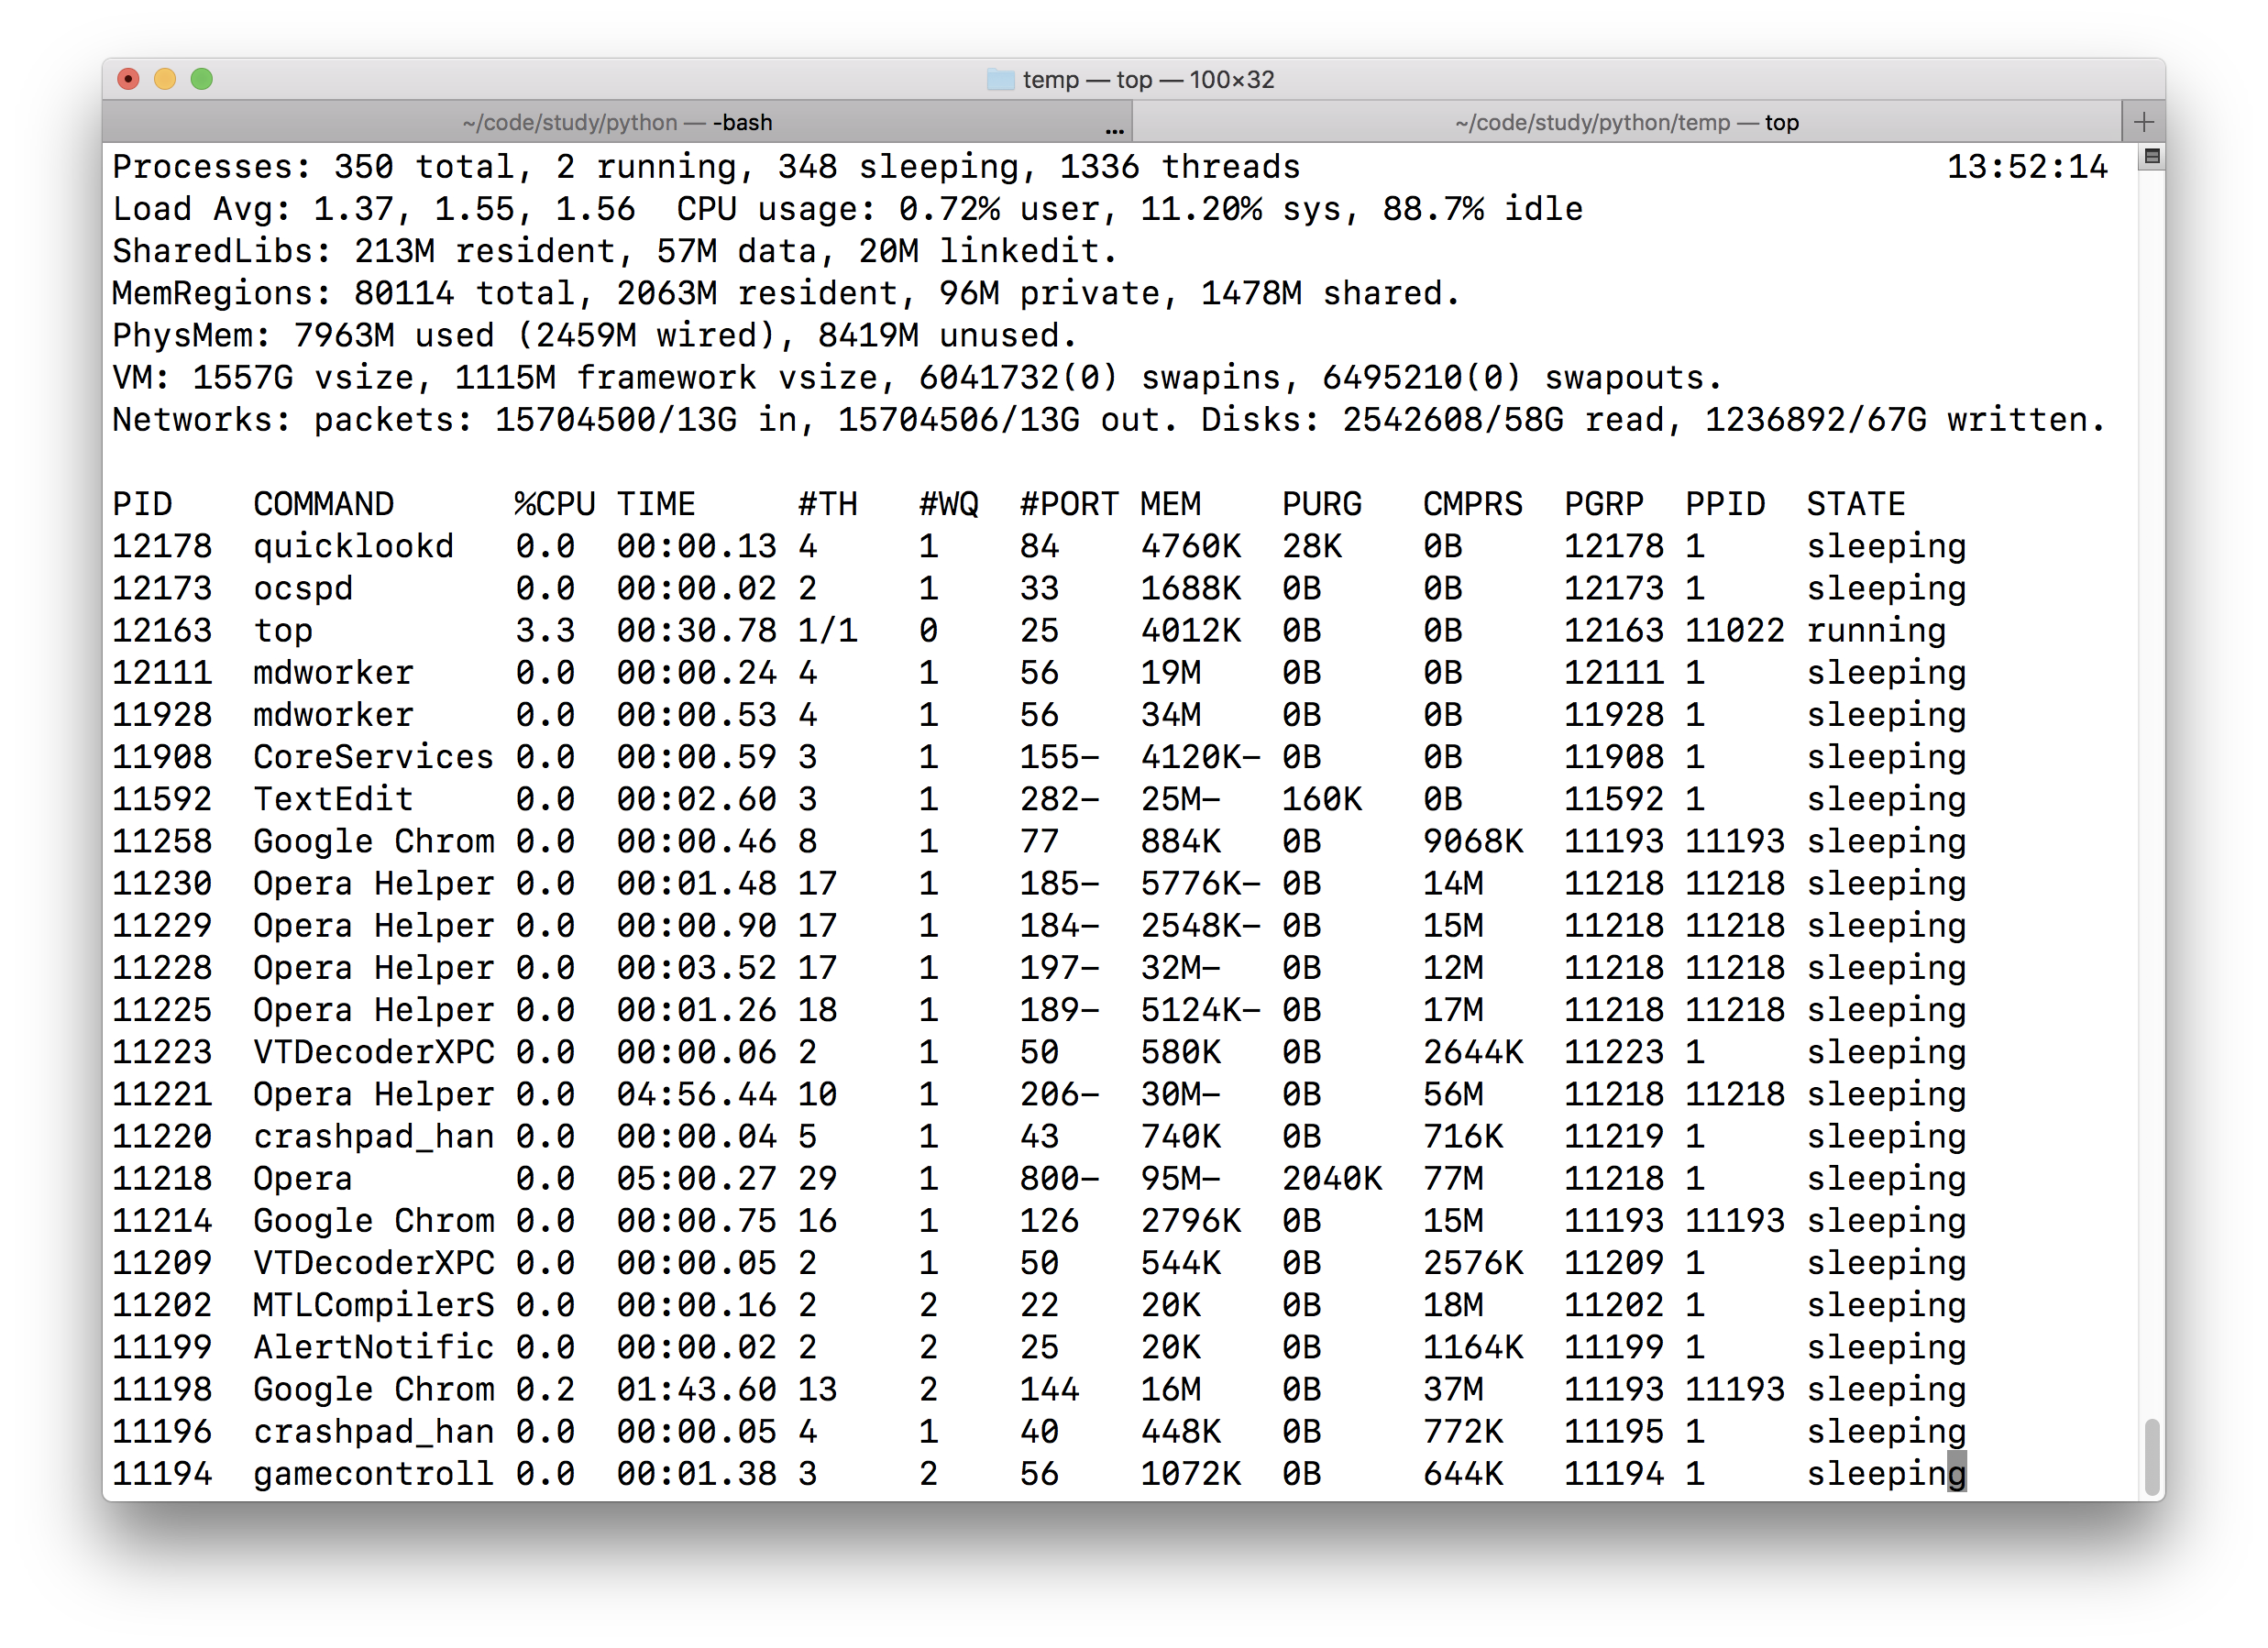 temp — top — 100×32
~/code/study/python — -bash ... ~/code/study/python/temp — top +
Processes: 350 total, 2 running, 348 sleeping, 1336 threads 13:52:14
Load Avg: 1.37, 1.55, 1.56  CPU usage: 0.72% user, 11.20% sys, 88.7% idle
SharedLibs: 213M resident, 57M data, 20M linkedit.
MemRegions: 80114 total, 2063M resident, 96M private, 1478M shared.
PhysMem: 7963M used (2459M wired), 8419M unused.
VM: 1557G vsize, 1115M framework vsize, 6041732(0) swapins, 6495210(0) swapouts.
Networks: packets: 15704500/13G in, 15704506/13G out. Disks: 2542608/58G read, 1236892/67G written.
PID    COMMAND      %CPU TIME     #TH   #WQ  #PORT MEM    PURG   CMPRS  PGRP  PPID  STATE
12178  quicklookd   0.0  00:00.13 4     1    84    4760K  28K    0B     12178 1     sleeping
12173  ocspd        0.0  00:00.02 2     1    33    1688K  0B     0B     12173 1     sleeping
12163  top          3.3  00:30.78 1/1   0    25    4012K  0B     0B     12163 11022 running
12111  mdworker     0.0  00:00.24 4     1    56    19M    0B     0B     12111 1     sleeping
11928  mdworker     0.0  00:00.53 4     1    56    34M    0B     0B     11928 1     sleeping
11908  CoreServices 0.0  00:00.59 3     1    155-  4120K- 0B     0B     11908 1     sleeping
11592  TextEdit     0.0  00:02.60 3     1    282-  25M-   160K   0B     11592 1     sleeping
11258  Google Chrom 0.0  00:00.46 8     1    77    884K   0B     9068K  11193 11193 sleeping
11230  Opera Helper 0.0  00:01.48 17    1    185-  5776K- 0B     14M    11218 11218 sleeping
11229  Opera Helper 0.0  00:00.90 17    1    184-  2548K- 0B     15M    11218 11218 sleeping
11228  Opera Helper 0.0  00:03.52 17    1    197-  32M-   0B     12M    11218 11218 sleeping
11225  Opera Helper 0.0  00:01.26 18    1    189-  5124K- 0B     17M    11218 11218 sleeping
11223  VTDecoderXPC 0.0  00:00.06 2     1    50    580K   0B     2644K  11223 1     sleeping
11221  Opera Helper 0.0  04:56.44 10    1    206-  30M-   0B     56M    11218 11218 sleeping
11220  crashpad_han 0.0  00:00.04 5     1    43    740K   0B     716K   11219 1     sleeping
11218  Opera        0.0  05:00.27 29    1    800-  95M-   2040K  77M    11218 1     sleeping
11214  Google Chrom 0.0  00:00.75 16    1    126   2796K  0B     15M    11193 11193 sleeping
11209  VTDecoderXPC 0.0  00:00.05 2     1    50    544K   0B     2576K  11209 1     sleeping
11202  MTLCompilerS 0.0  00:00.16 2     2    22    20K    0B     18M    11202 1     sleeping
11199  AlertNotific 0.0  00:00.02 2     2    25    20K    0B     1164K  11199 1     sleeping
11198  Google Chrom 0.2  01:43.60 13    2    144   16M    0B     37M    11193 11193 sleeping
11196  crashpad_han 0.0  00:00.05 4     1    40    448K   0B     772K   11195 1     sleeping
11194  gamecontroll 0.0  00:01.38 3     2    56    1072K  0B     644K   11194 1     sleeping